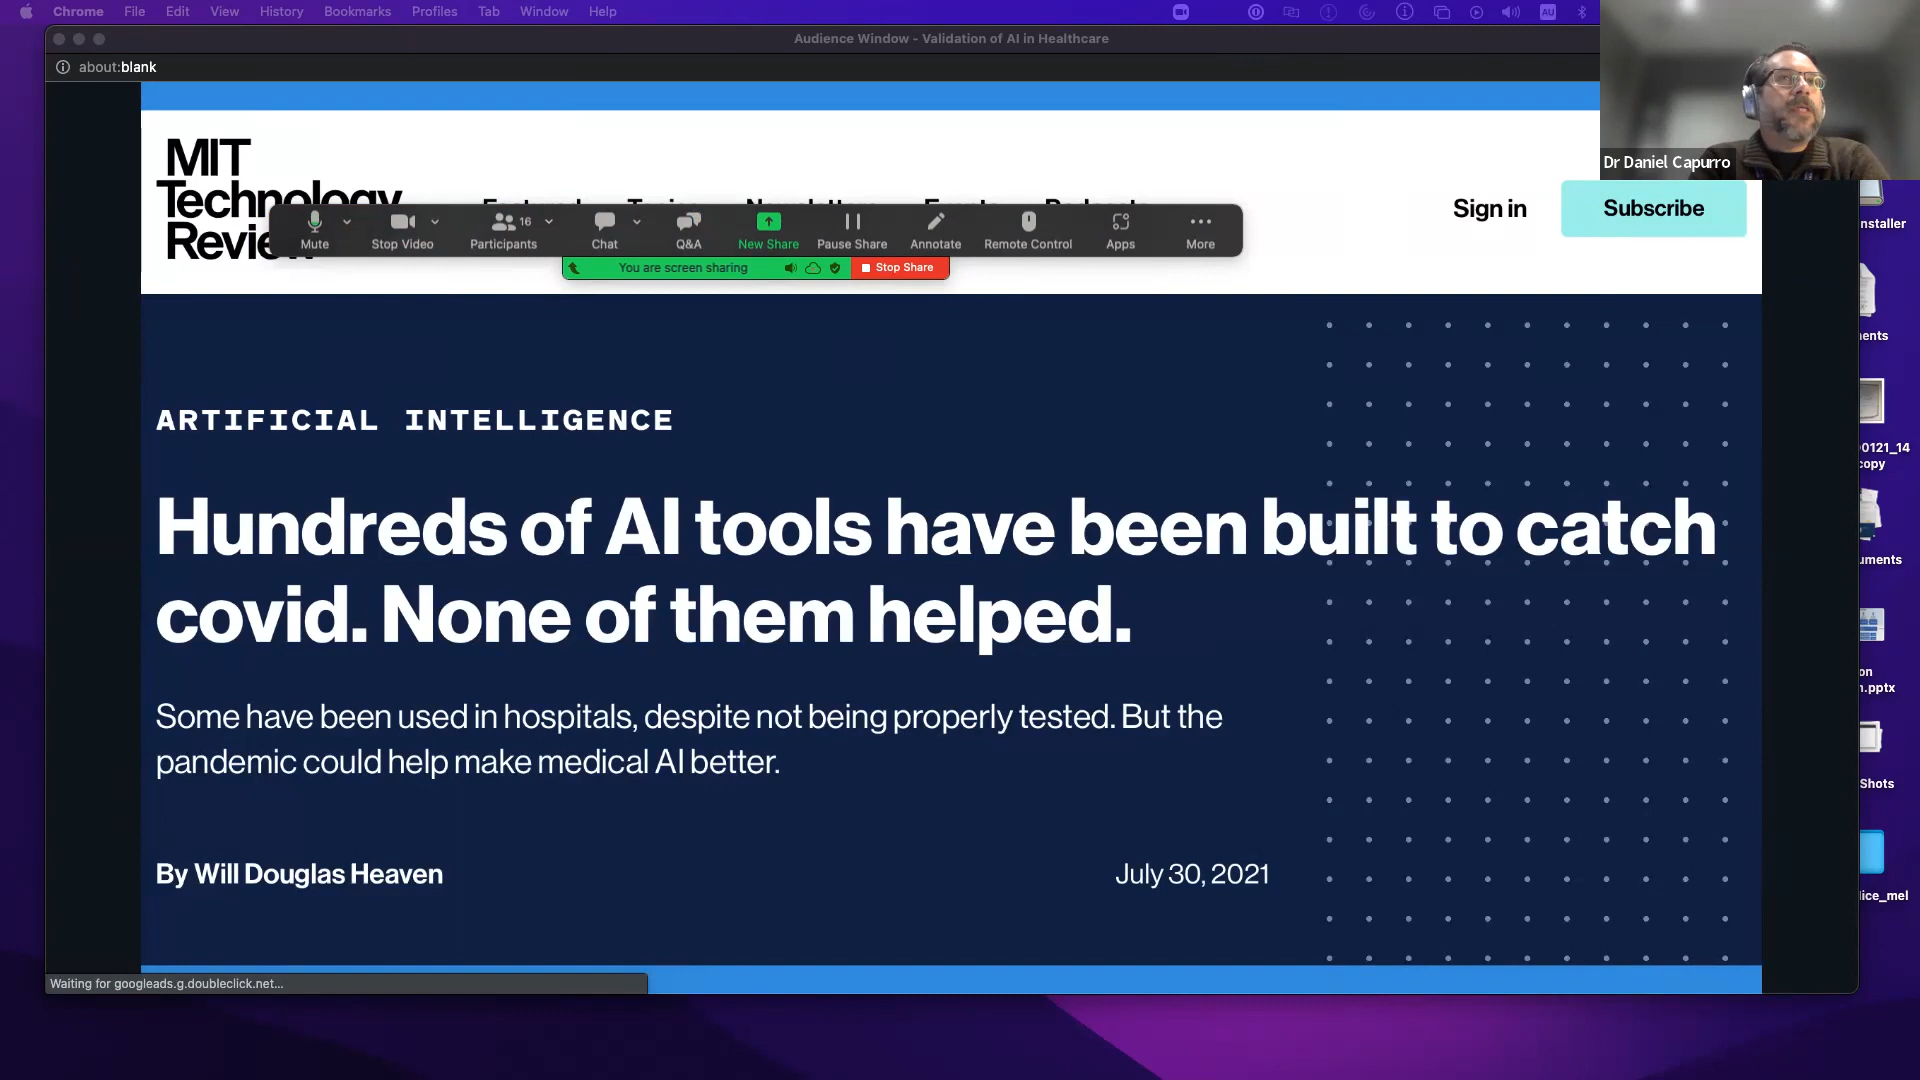 Chrome File Edit View History Bookmarks Profiles Tab Window Help
AU
Audience Window - Validation of AI in Healthcare
about:blank
Dr Daniel Capurro
MIT
Technology
Review
Sign in
Subscribe
16
Mute Stop Video Participants Chat Q&A New Share Pause Share Annotate Remote Control Apps More
You are screen sharing Stop Share
ARTIFICIAL INTELLIGENCE
Hundreds of AI tools have been built to catch
covid. None of them helped.
Some have been used in hospitals, despite not being properly tested. But the
pandemic could help make medical AI better.
By Will Douglas Heaven July 30, 2021
Waiting for googleads.g.doubleclick.net...
nstaller
0121_14
copy
uments
on
n.pptx
Shots
lice_mel